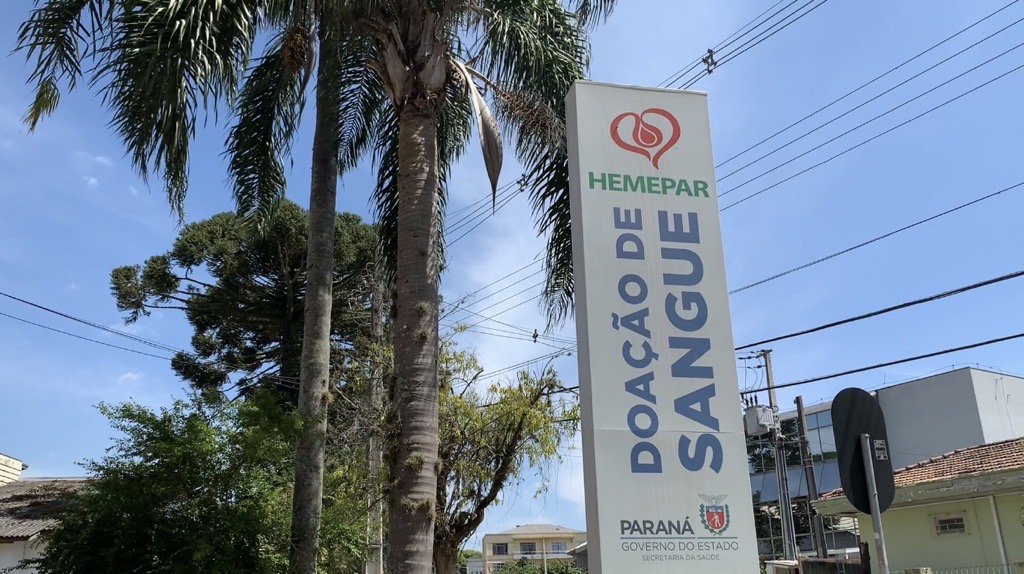 HEMEPAR
DOAÇÃO DE
SANGUE
PARANÁ
GOVERNO DO ESTADO
SECRETARIA DA SAÚDE